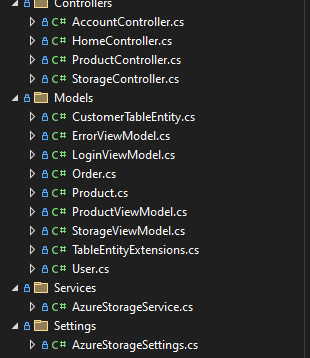 Controllers
C# AccountController.cs
C# HomeController.cs
C# ProductController.cs
C# StorageController.cs
Models
C# CustomerTableEntity.cs
C# ErrorViewModel.cs
C# LoginViewModel.cs
C# Order.cs
C# Product.cs
C# ProductViewModel.cs
C# StorageViewModel.cs
C# TableEntityExtensions.cs
C# User.cs
Services
C# AzureStorageService.cs
Settings
C# AzureStorageSettings.cs